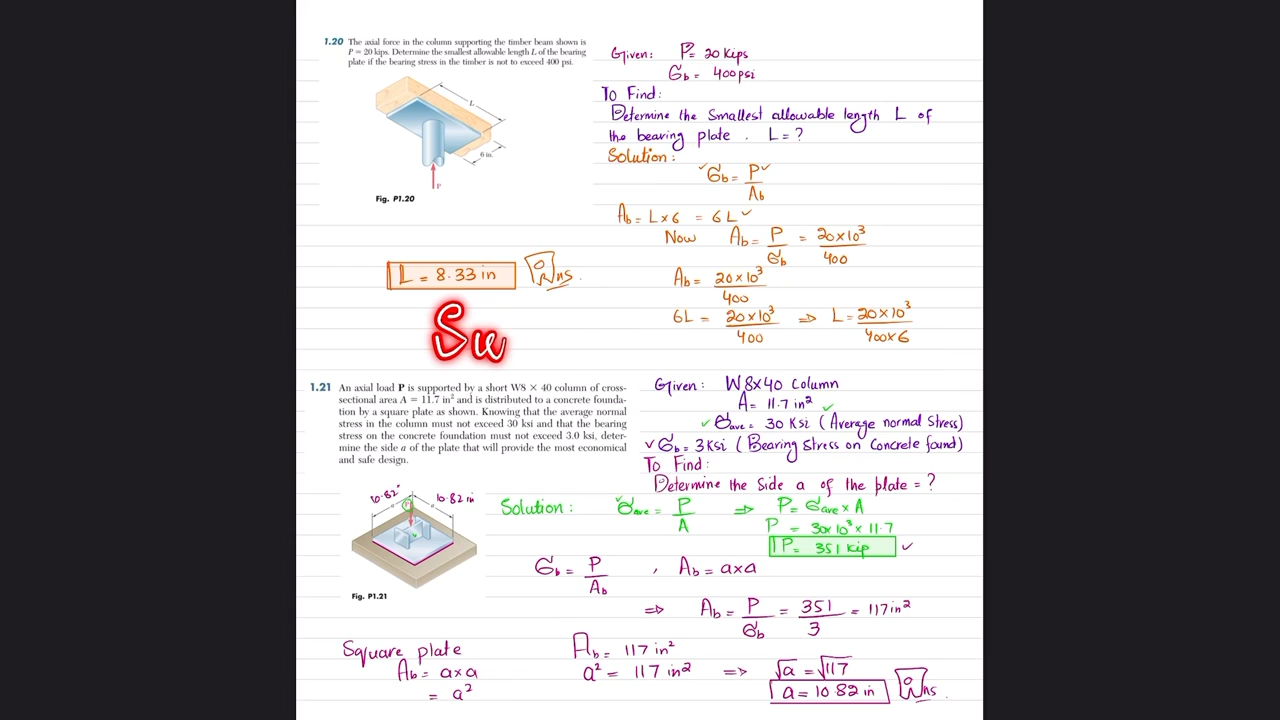 1.20 The axial force in the column supporting the timber beam shown is
P = 20 kips. Determine the smallest allowable length L of the bearing
plate if the bearing stress in the timber is not to exceed 400 psi.
L
6 in.
P
Fig. P1.20
Given: P = 20 Kips
σb = 400psi
To Find:
Determine the Smallest allowable length L of
the bearing plate. L = ?
Solution:
σb = P/Ab
Ab = L×6 = 6L
Now Ab = P/σb = 20×10³/400
Ab = 20×10³/400
6L = 20×10³/400 ⇒ L = 20×10³/400×6
L = 8.33 in Ans.
Su
1.21 An axial load P is supported by a short W8 × 40 column of cross-
sectional area A = 11.7 in² and is distributed to a concrete founda-
tion by a square plate as shown. Knowing that the average normal
stress in the column must not exceed 30 ksi and that the bearing
stress on the concrete foundation must not exceed 3.0 ksi, deter-
mine the side a of the plate that will provide the most economical
and safe design.
10.82" 10.82 in
a P a
Fig. P1.21
Given: W8×40 Column
A = 11.7 in²
σave = 30 Ksi (Average normal Stress)
σb = 3Ksi (Bearing Stress on Concrete found)
To Find:
Determine the Side a of the plate = ?
Solution: σave = P/A ⇒ P = σave × A
P = 30×10³ × 11.7
P = 351 kip
σb = P/Ab , Ab = a×a
⇒ Ab = P/σb = 351/3 = 117 in²
Square plate
Ab = a×a
= a²
Ab = 117 in²
a² = 117 in² ⇒ √a = √117
a = 10.82 in Ans.